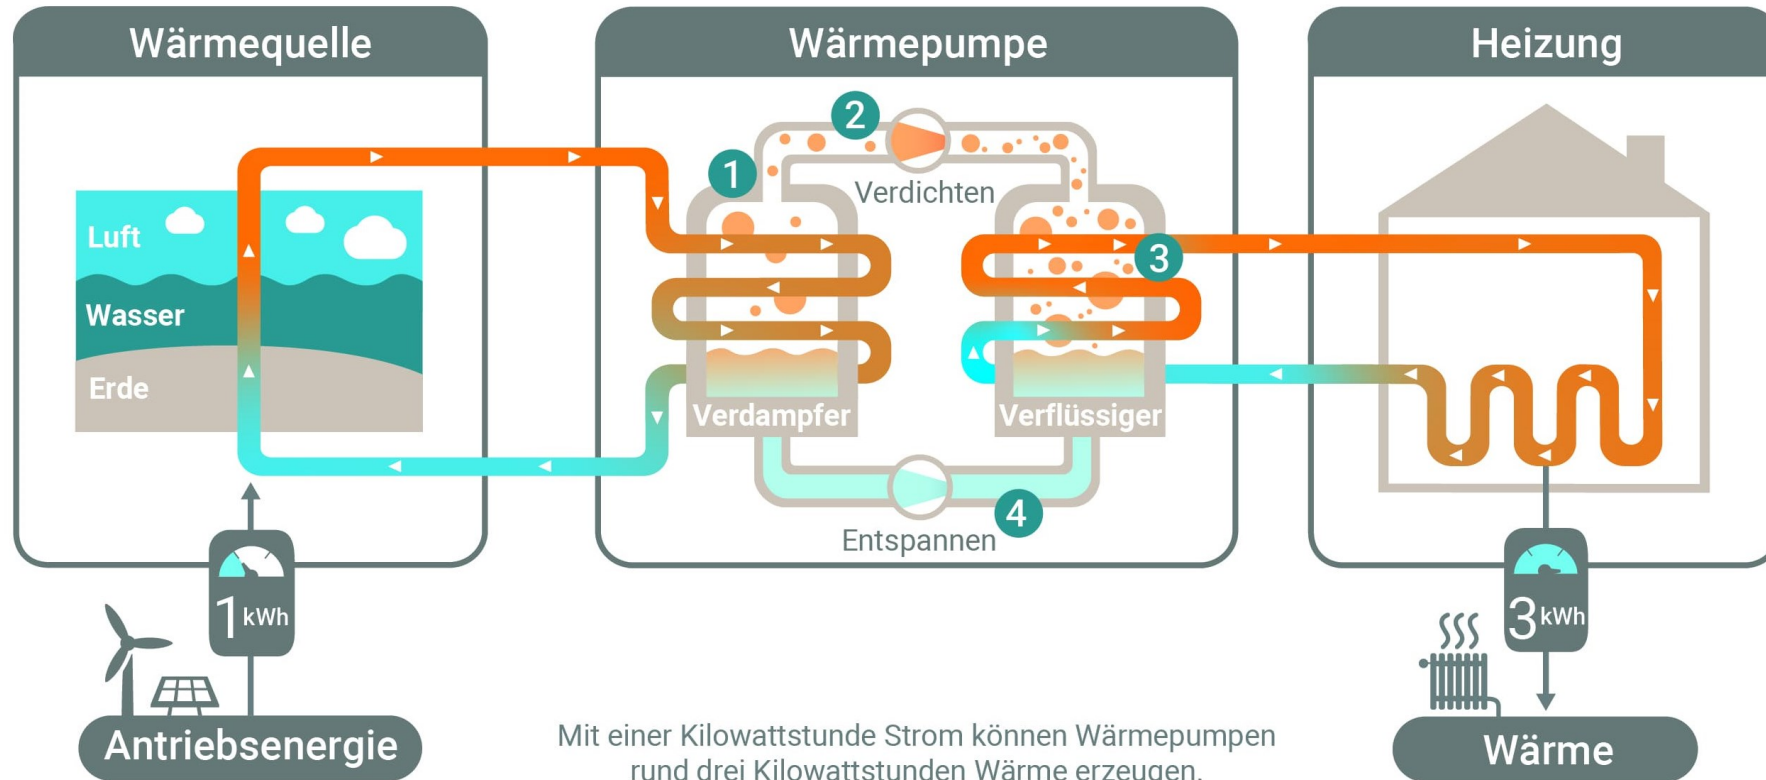 Wärmequelle
Wärmepumpe
Heizung
Luft
Wasser
Erde
1
2
Verdichten
3
Verdampfer
Verflüssiger
4
Entspannen
1 kWh
3 kWh
Antriebsenergie
Mit einer Kilowattstunde Strom können Wärmepumpen
rund drei Kilowattstunden Wärme erzeugen.
Wärme